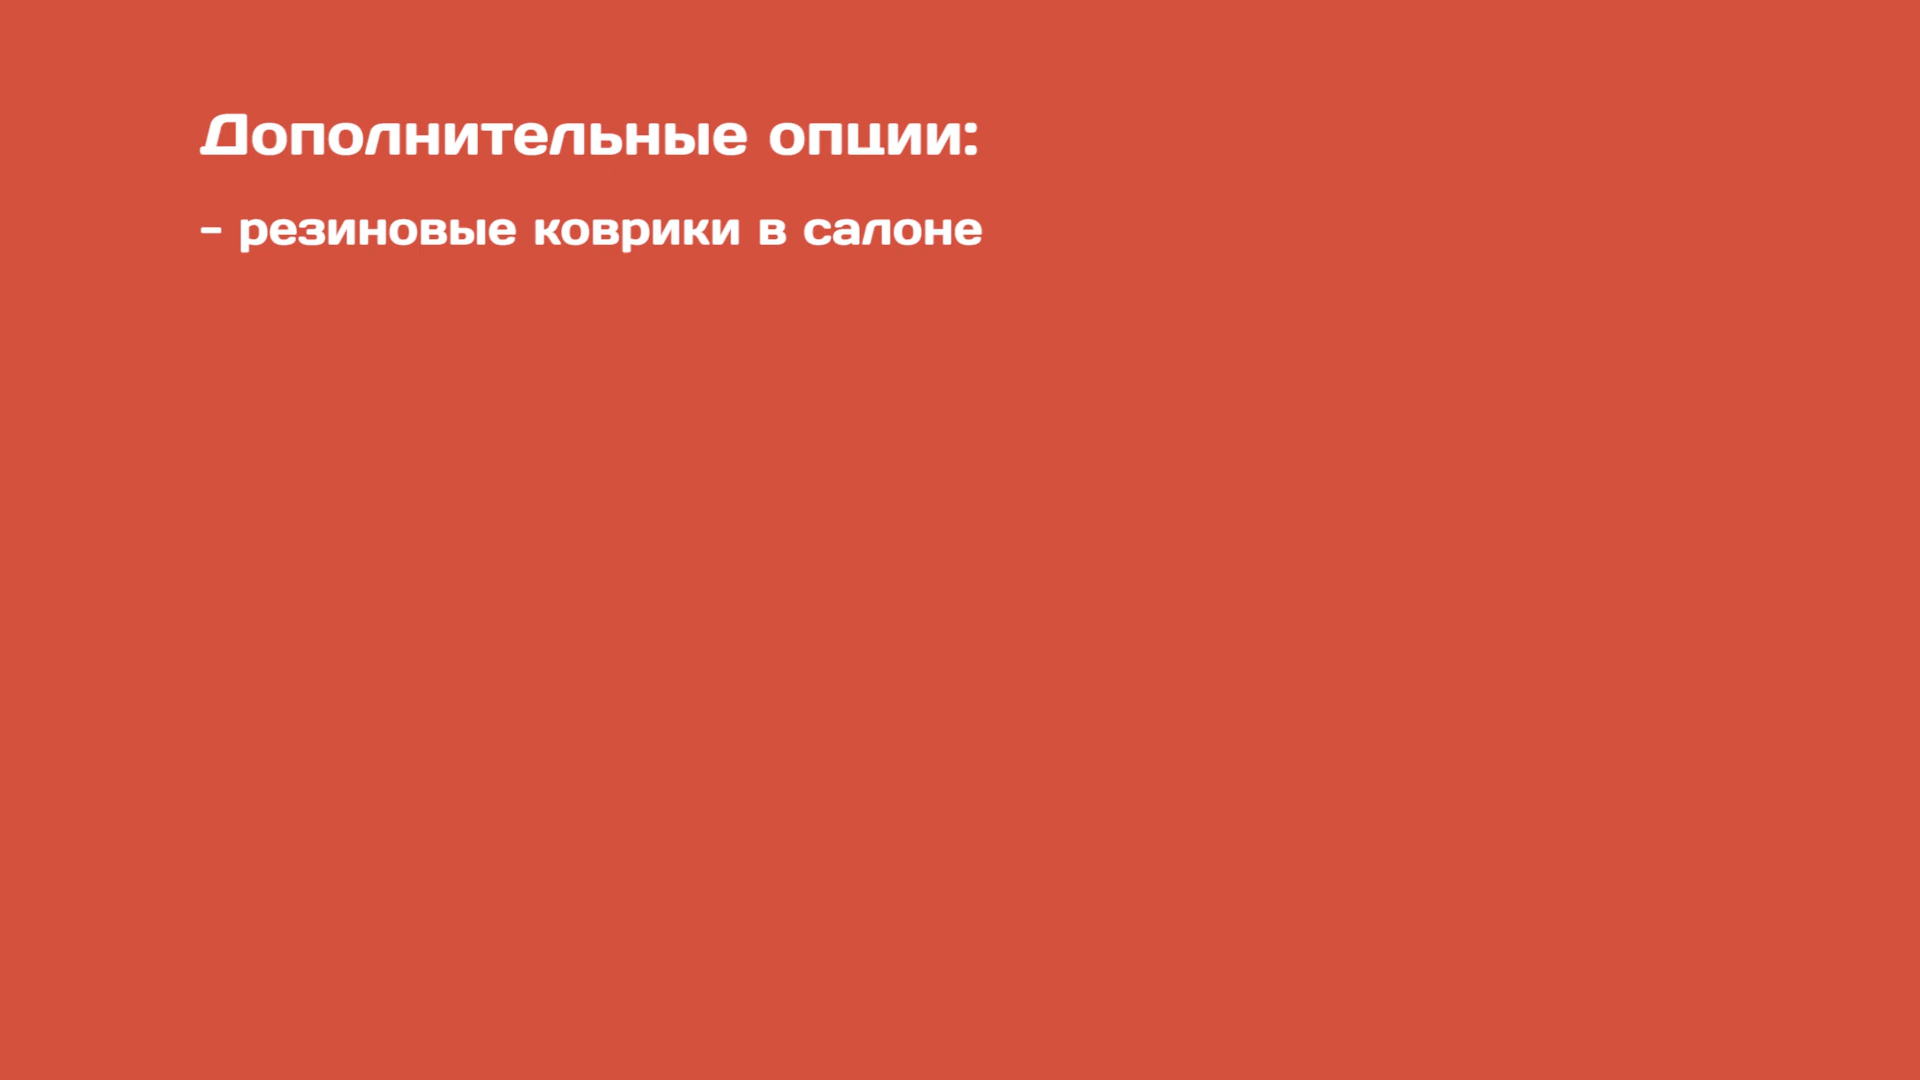 Дополнительные опции:
- резиновые коврики в салоне